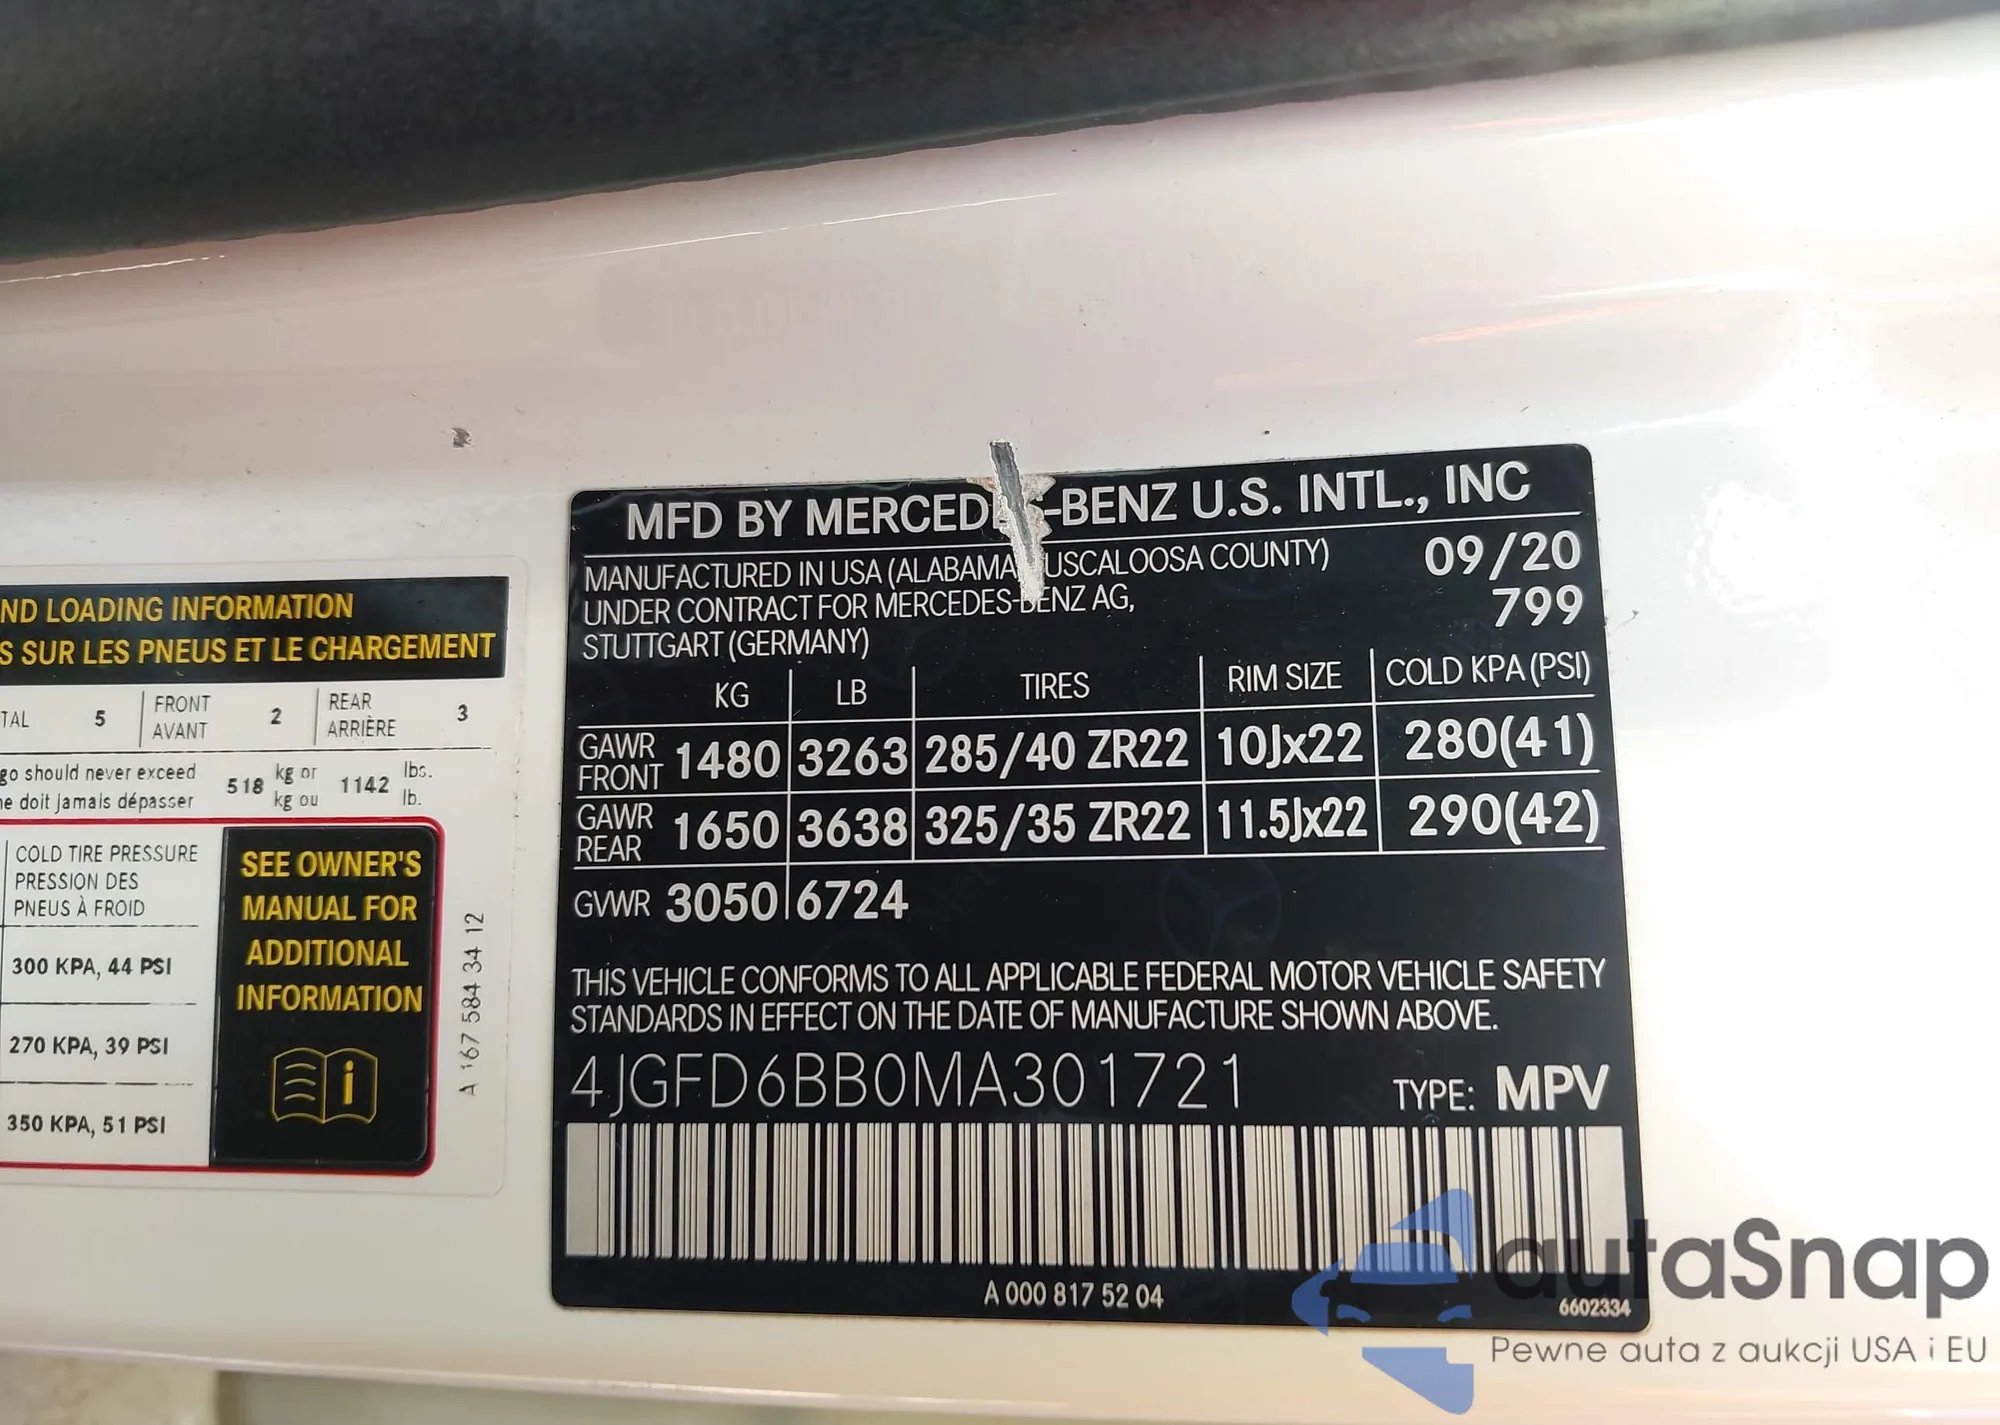 ND LOADING INFORMATION
S SUR LES PNEUS ET LE CHARGEMENT
TAL 5 FRONT AVANT 2 REAR ARRIÈRE 3
go should never exceed
ne doit jamais dépasser
518 kg or kg ou 1142 lbs. lb.
COLD TIRE PRESSURE
PRESSION DES
PNEUS À FROID
300 KPA, 44 PSI
270 KPA, 39 PSI
350 KPA, 51 PSI
SEE OWNER'S
MANUAL FOR
ADDITIONAL
INFORMATION
i
A 167 584 34 12
MFD BY MERCEDES-BENZ U.S. INTL., INC
MANUFACTURED IN USA (ALABAMA TUSCALOOSA COUNTY) 09/20
UNDER CONTRACT FOR MERCEDES-BENZ AG, 799
STUTTGART (GERMANY)
KG LB TIRES RIM SIZE COLD KPA (PSI)
GAWR FRONT 1480 3263 285/40 ZR22 10Jx22 280(41)
GAWR REAR 1650 3638 325/35 ZR22 11.5Jx22 290(42)
GVWR 3050 6724
THIS VEHICLE CONFORMS TO ALL APPLICABLE FEDERAL MOTOR VEHICLE SAFETY
STANDARDS IN EFFECT ON THE DATE OF MANUFACTURE SHOWN ABOVE.
4JGFD6BB0MA301721 TYPE: MPV
A 000 817 52 04
6602334
autaSnap
Pewne auta z aukcji USA i EU